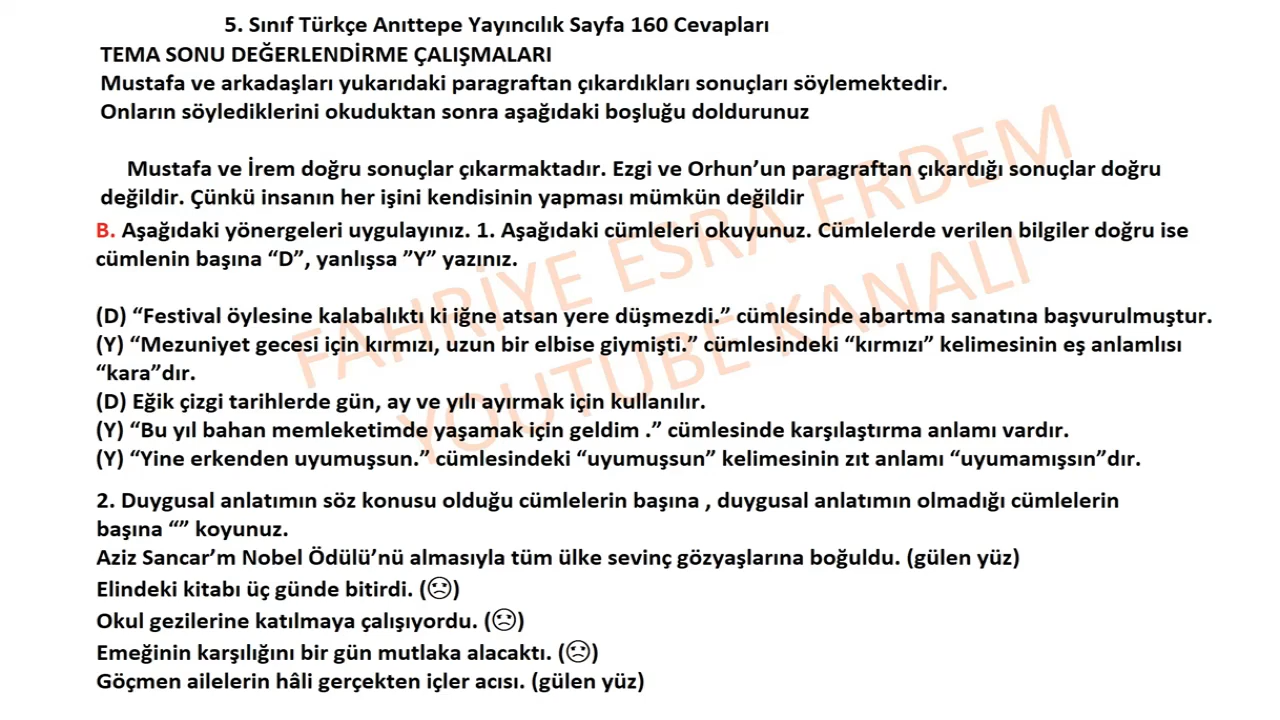 5. Sınıf Türkçe Anıttepe Yayıncılık Sayfa 160 Cevapları
TEMA SONU DEĞERLENDİRME ÇALIŞMALARI
Mustafa ve arkadaşları yukarıdaki paragraftan çıkardıkları sonuçları söylemektedir.
Onların söylediklerini okuduktan sonra aşağıdaki boşluğu doldurunuz
Mustafa ve İrem doğru sonuçlar çıkarmaktadır. Ezgi ve Orhun’un paragraftan çıkardığı sonuçlar doğru
değildir. Çünkü insanın her işini kendisinin yapması mümkün değildir
B. Aşağıdaki yönergeleri uygulayınız. 1. Aşağıdaki cümleleri okuyunuz. Cümlelerde verilen bilgiler doğru ise
cümlenin başına “D”, yanlışsa ”Y” yazınız.
(D) “Festival öylesine kalabalıktı ki iğne atsan yere düşmezdi.” cümlesinde abartma sanatına başvurulmuştur.
(Y) “Mezuniyet gecesi için kırmızı, uzun bir elbise giymişti.” cümlesindeki “kırmızı” kelimesinin eş anlamlısı
“kara”dır.
(D) Eğik çizgi tarihlerde gün, ay ve yılı ayırmak için kullanılır.
(Y) “Bu yıl bahan memleketimde yaşamak için geldim .” cümlesinde karşılaştırma anlamı vardır.
(Y) “Yine erkenden uyumuşsun.” cümlesindeki “uyumuşsun” kelimesinin zıt anlamı “uyumamışsın”dır.
2. Duygusal anlatımın söz konusu olduğu cümlelerin başına , duygusal anlatımın olmadığı cümlelerin
başına “” koyunuz.
Aziz Sancar’m Nobel Ödülü’nü almasıyla tüm ülke sevinç gözyaşlarına boğuldu. (gülen yüz)
Elindeki kitabı üç günde bitirdi. (☹)
Okul gezilerine katılmaya çalışıyordu. (☹)
Emeğinin karşılığını bir gün mutlaka alacaktı. (☹)
Göçmen ailelerin hâli gerçekten içler acısı. (gülen yüz)
FAHRİYE ESRA ERDEM
YOUTUBE KANALI